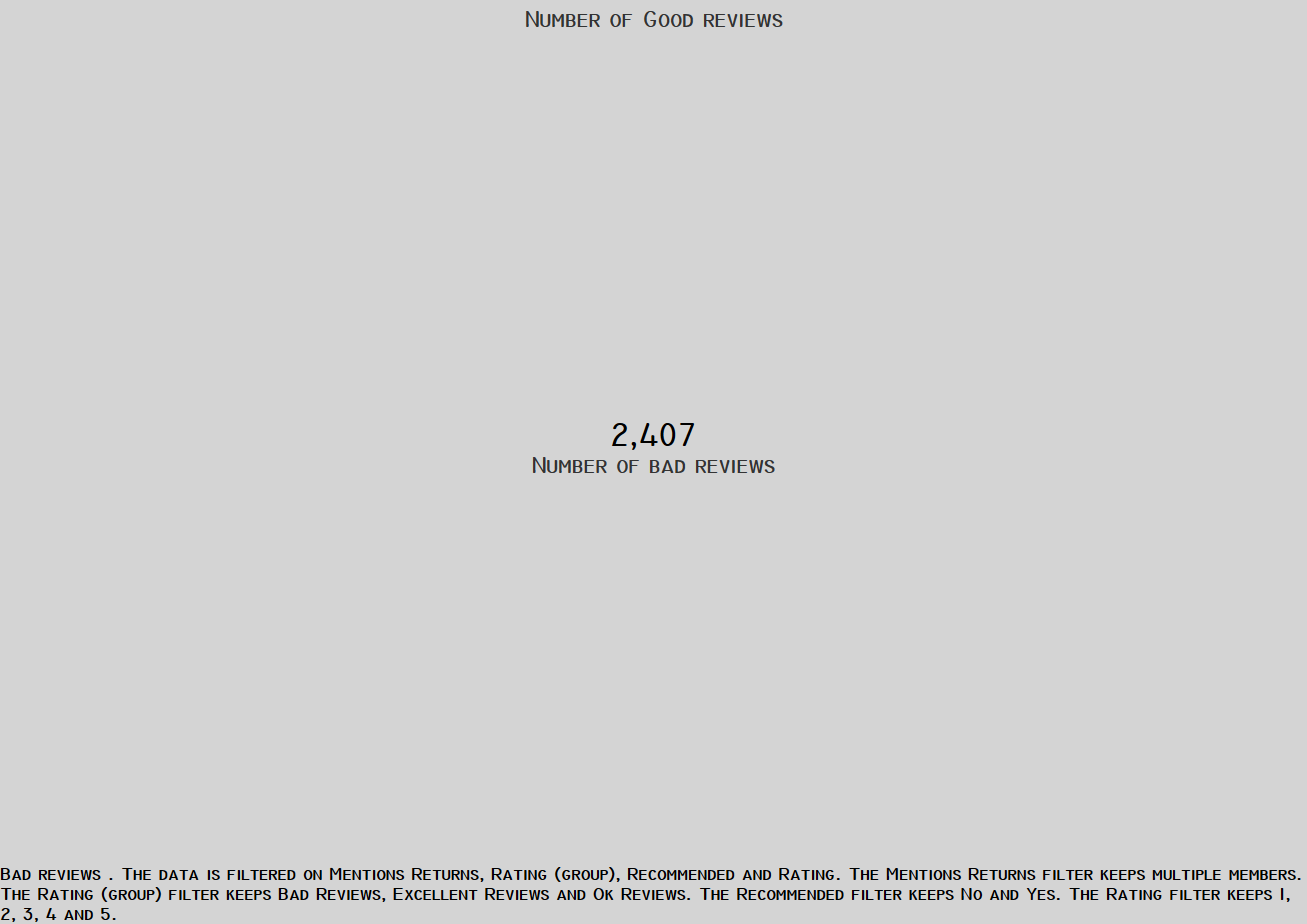 Number of Good reviews
2,407
Number of bad reviews
Bad reviews . The data is filtered on Mentions Returns, Rating (group), Recommended and Rating. The Mentions Returns filter keeps multiple members.
The Rating (group) filter keeps Bad Reviews, Excellent Reviews and Ok Reviews. The Recommended filter keeps No and Yes. The Rating filter keeps 1,
2, 3, 4 and 5.